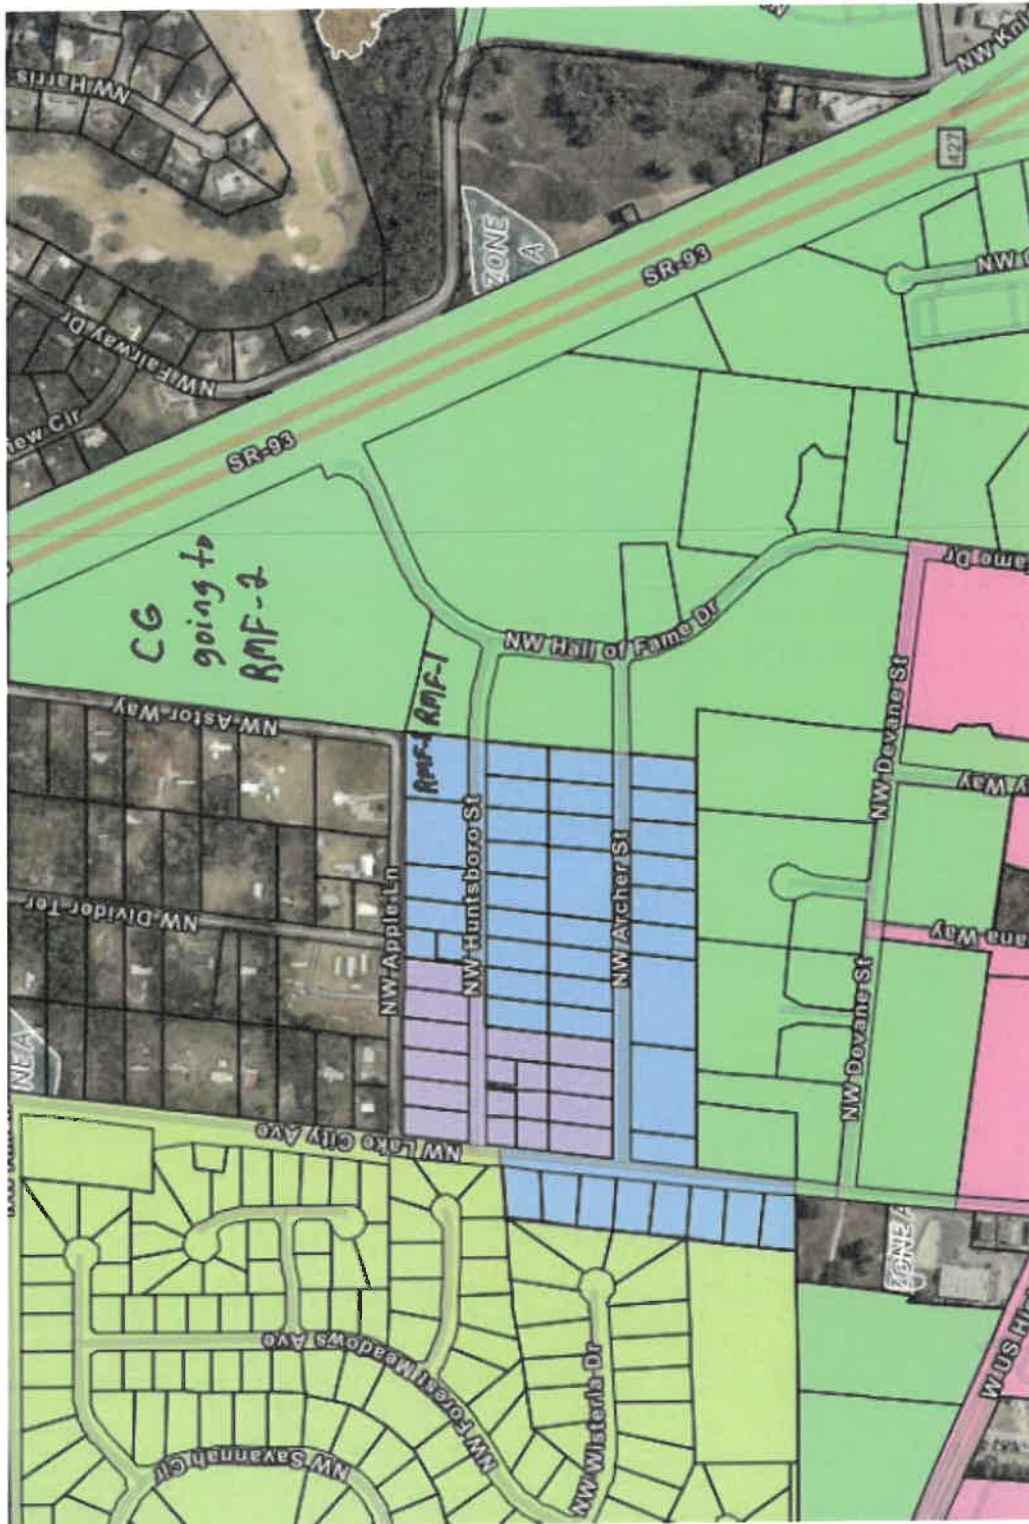 NW Kni
427
NW Harris
ZONE
A
SR-93
NW Fairway Dr
iew Cir
SR-93
CG
going to
RMF-2
NW Hall of Fame Dr
ame Dr
RMF-1
NW Astor Way
NW Devane St
y Way
NW Huntsboro St
NW Archer St
NW Apple Ln
NW Divider Ter
ana Way
NW Devane St
NE A
NW Lake City Ave
ZONE A
W US Hi
NW Forest Meadows Ave
NW Wisteria Dr
NW Savannah Cir